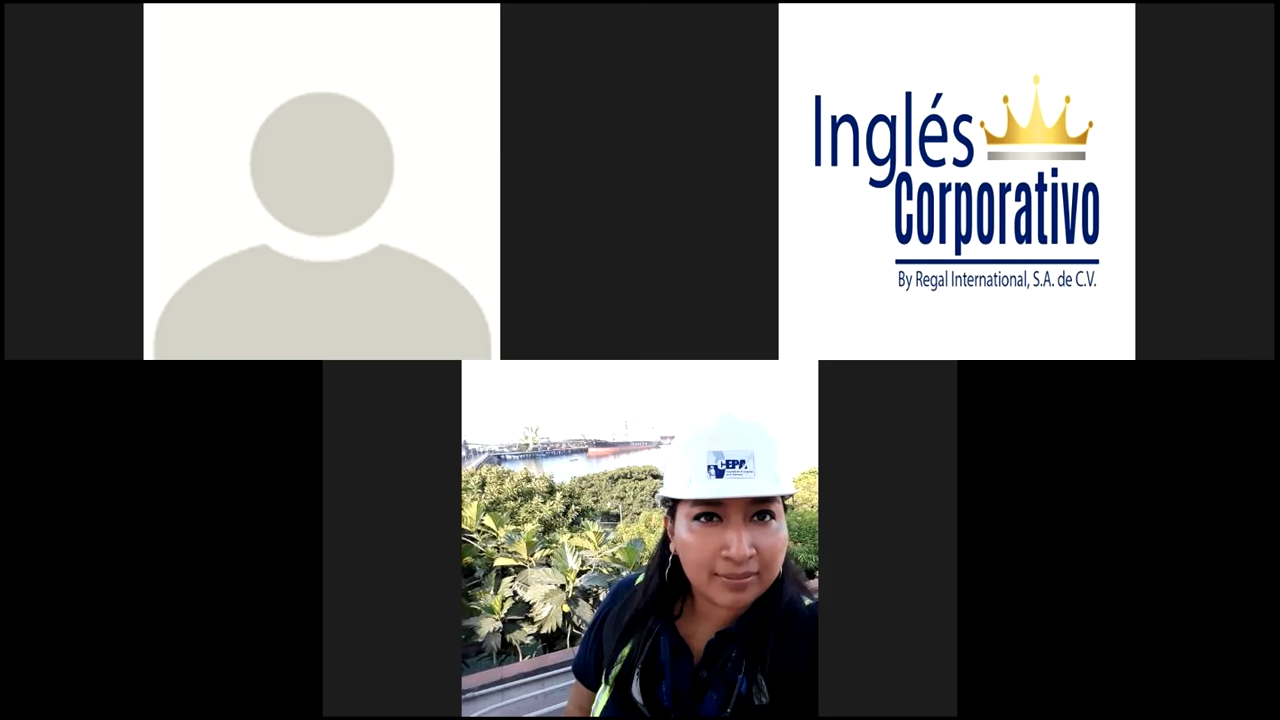 Inglés
Corporativo
By Regal International, S.A. de C.V.
CEPA